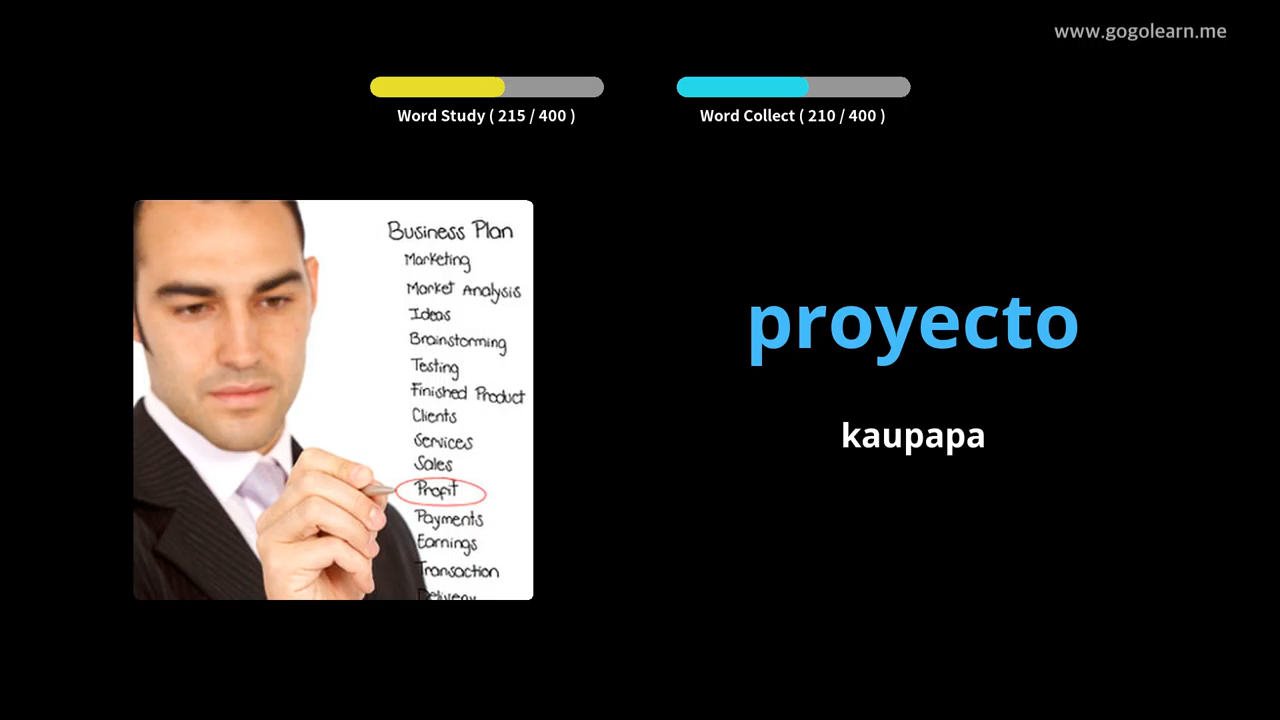 www.gogolearn.me
Word Study ( 215 / 400 )
Word Collect ( 210 / 400 )
Business Plan
Marketing
Market Analysis
Ideas
Brainstorming
Testing
Finished Product
Clients
Services
Sales
Profit
Payments
Earnings
Transaction
Delivery
proyecto
kaupapa